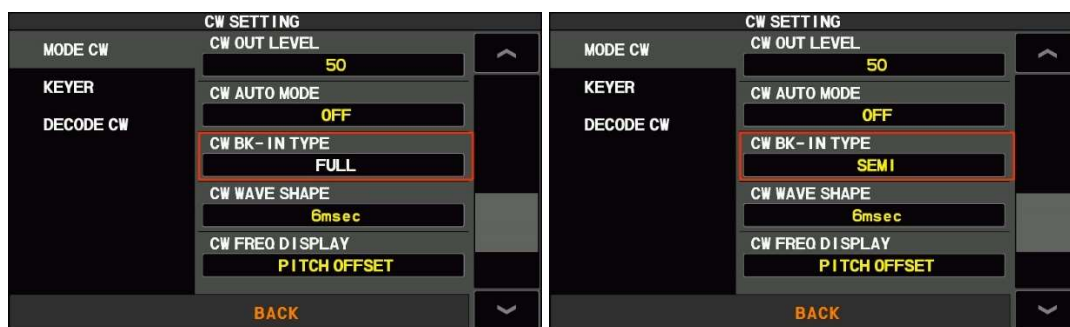 CW SETTING
MODE CW
KEYER
DECODE CW
CW OUT LEVEL
50
CW AUTO MODE
OFF
CW BK-IN TYPE
FULL
CW WAVE SHAPE
6msec
CW FREQ DISPLAY
PITCH OFFSET
BACK
CW SETTING
MODE CW
KEYER
DECODE CW
CW OUT LEVEL
50
CW AUTO MODE
OFF
CW BK-IN TYPE
SEMI
CW WAVE SHAPE
6msec
CW FREQ DISPLAY
PITCH OFFSET
BACK